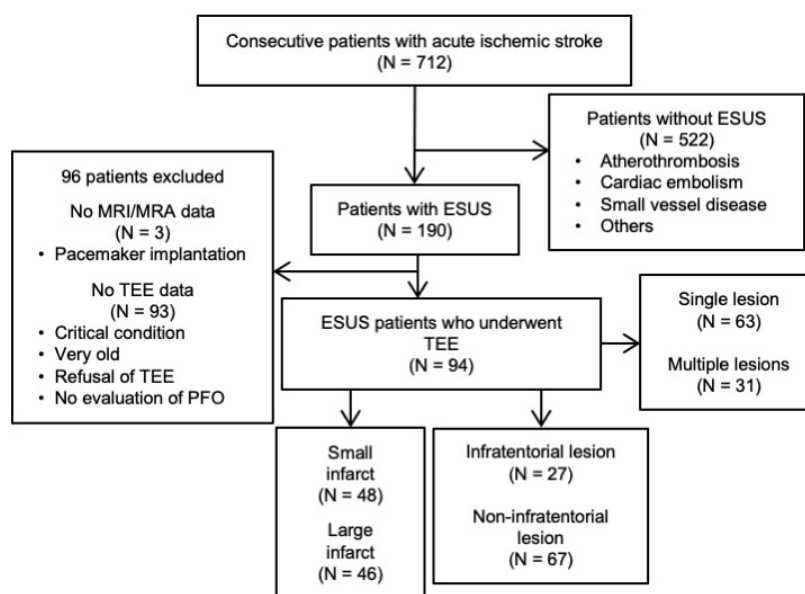 Consecutive patients with acute ischemic stroke
(N = 712)
Patients without ESUS
(N = 522)
• Atherothrombosis
• Cardiac embolism
• Small vessel disease
• Others
96 patients excluded
No MRI/MRA data
(N = 3)
• Pacemaker implantation
No TEE data
(N = 93)
• Critical condition
• Very old
• Refusal of TEE
• No evaluation of PFO
Patients with ESUS
(N = 190)
ESUS patients who underwent
TEE
(N = 94)
Single lesion
(N = 63)
Multiple lesions
(N = 31)
Small
infarct
(N = 48)
Large
infarct
(N = 46)
Infratentorial lesion
(N = 27)
Non-infratentorial
lesion
(N = 67)